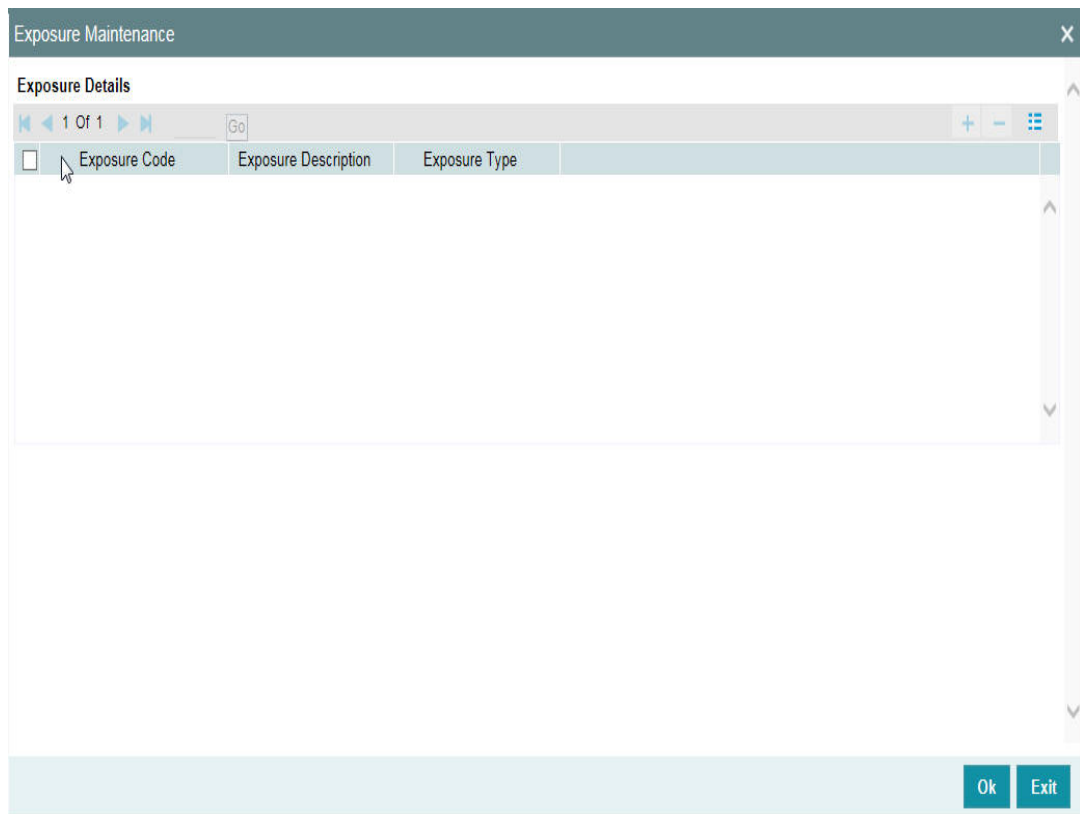 Exposure Maintenance
Exposure Details
1 Of 1 Go
Exposure Code Exposure Description Exposure Type
Ok Exit